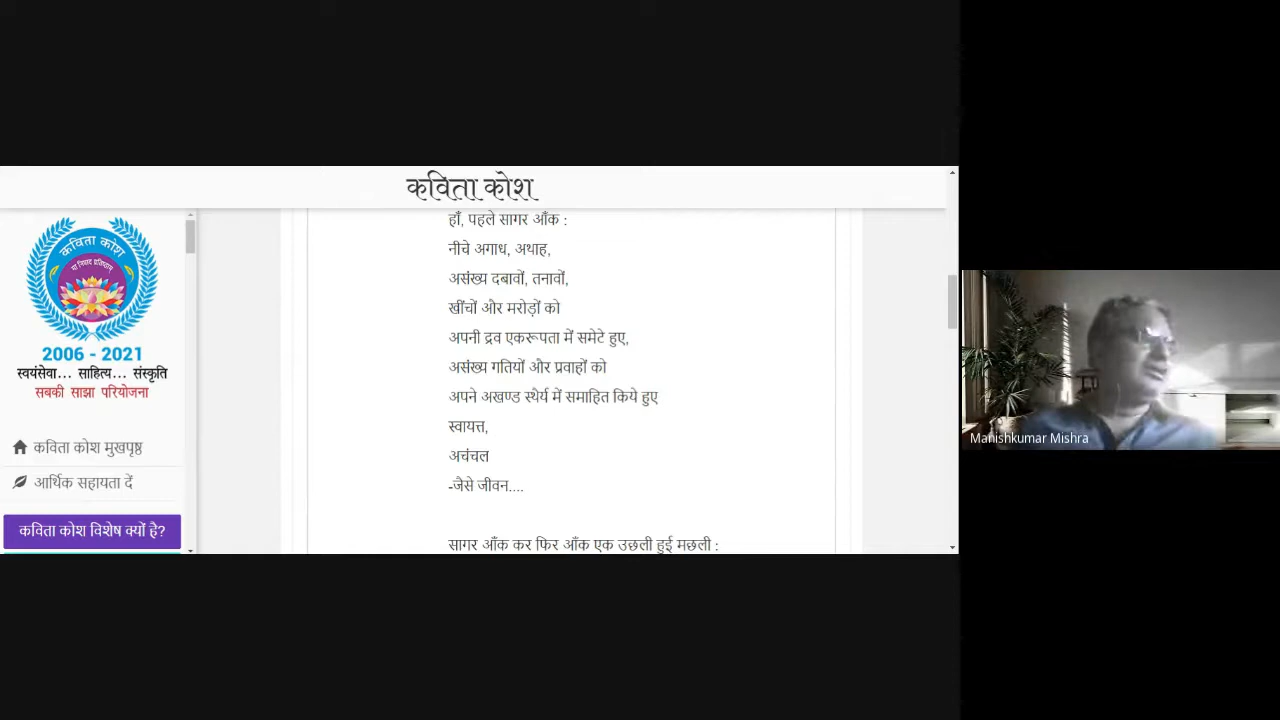 कविता कोश
हाँ, पहले सागर आँक :
नीचे अगाध, अथाह,
असंख्य दबावों, तनावों,
खींचों और मरोड़ों को
अपनी द्रव एकरूपता में समेटे हुए,
असंख्य गतियों और प्रवाहों को
अपने अखण्ड स्थैर्य में समाहित किये हुए
स्वायत्त,
अचंचल
-जैसे जीवन....
सागर आँक कर फिर आँक एक उछली हुई मछली :
कविता कोश
2006 - 2021
स्वयंसेवा... साहित्य... संस्कृति
सबकी साझा परियोजना
कविता कोश मुखपृष्ठ
आर्थिक सहायता दें
कविता कोश विशेष क्यों है?
Manishkumar Mishra